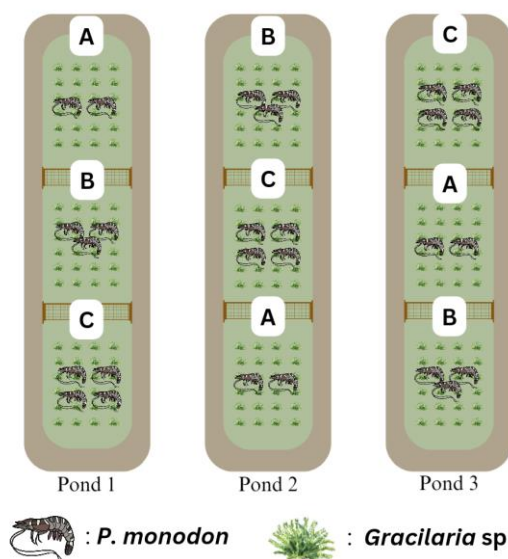 A B C
B C A
C A B
Pond 1 Pond 2 Pond 3
: P. monodon : Gracilaria sp